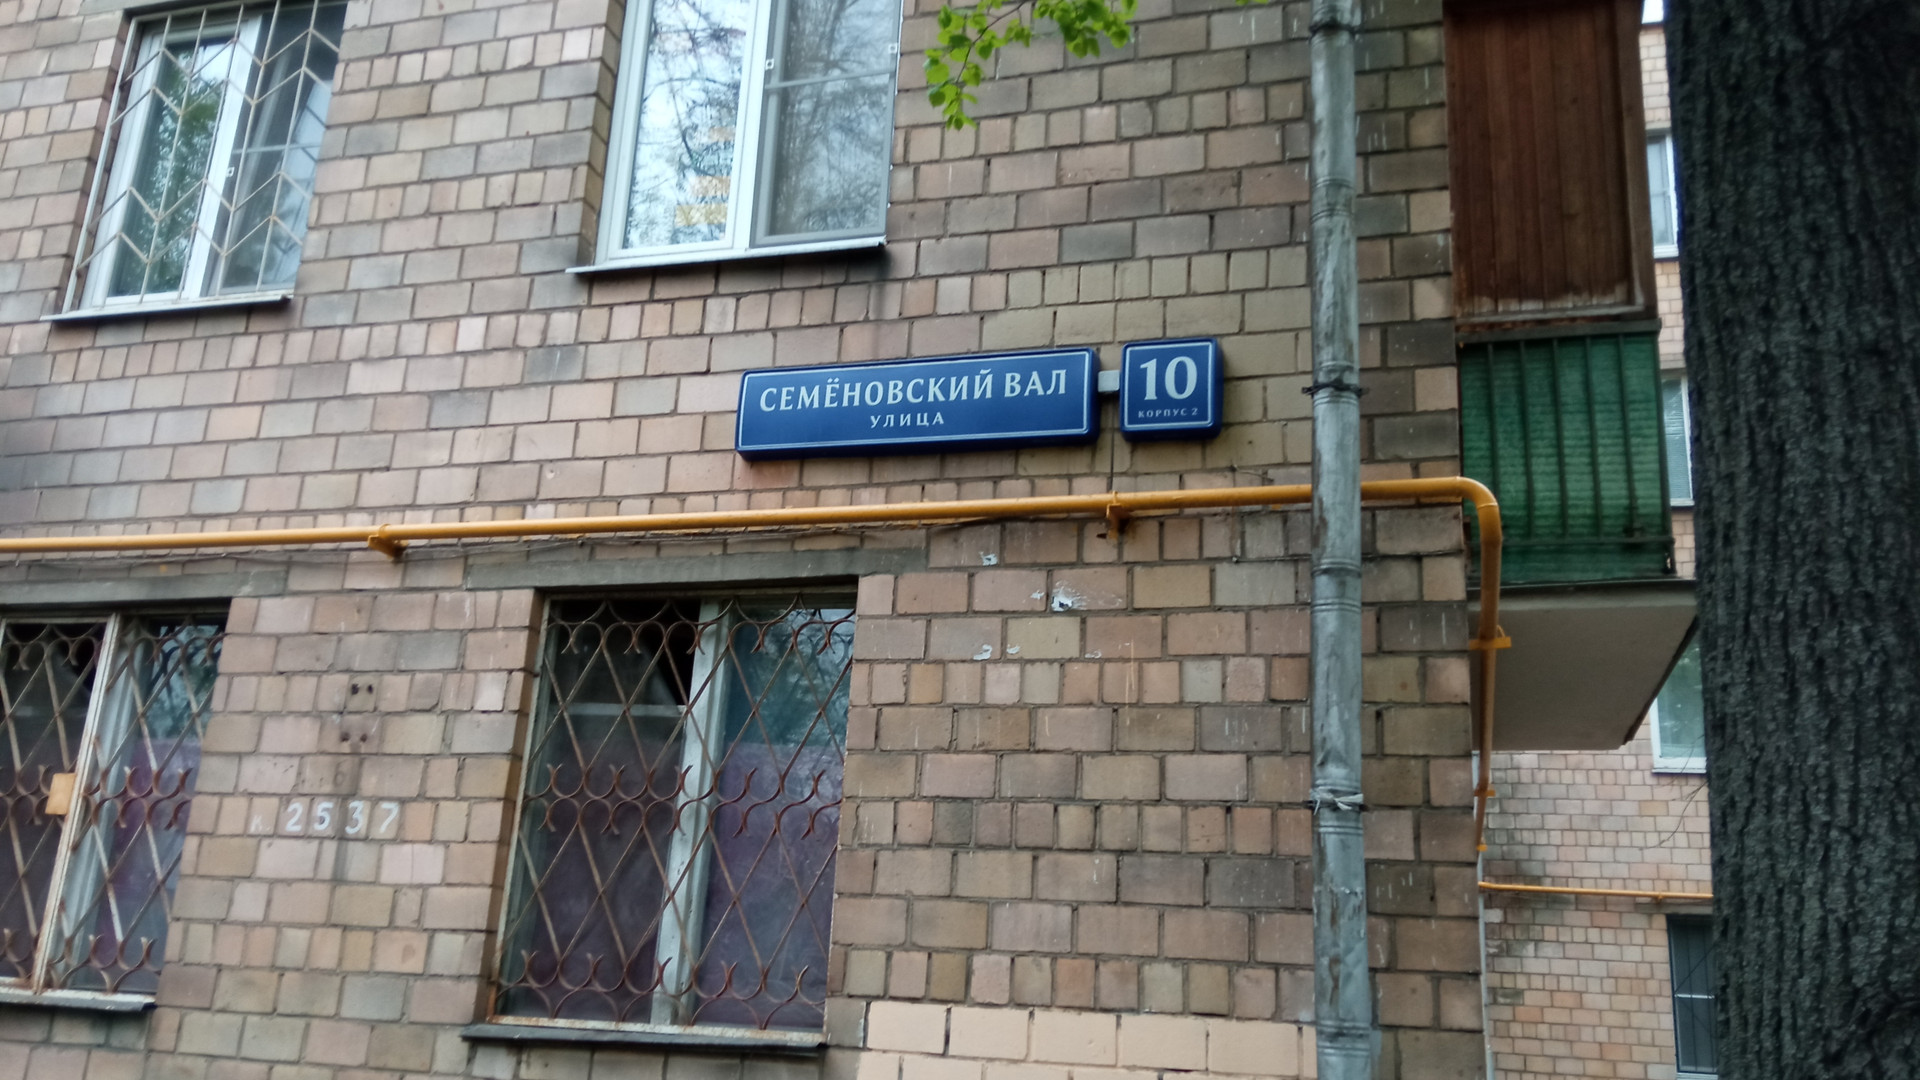 СЕМЁНОВСКИЙ ВАЛ
УЛИЦА
10
КОРПУС 2
к. 2537